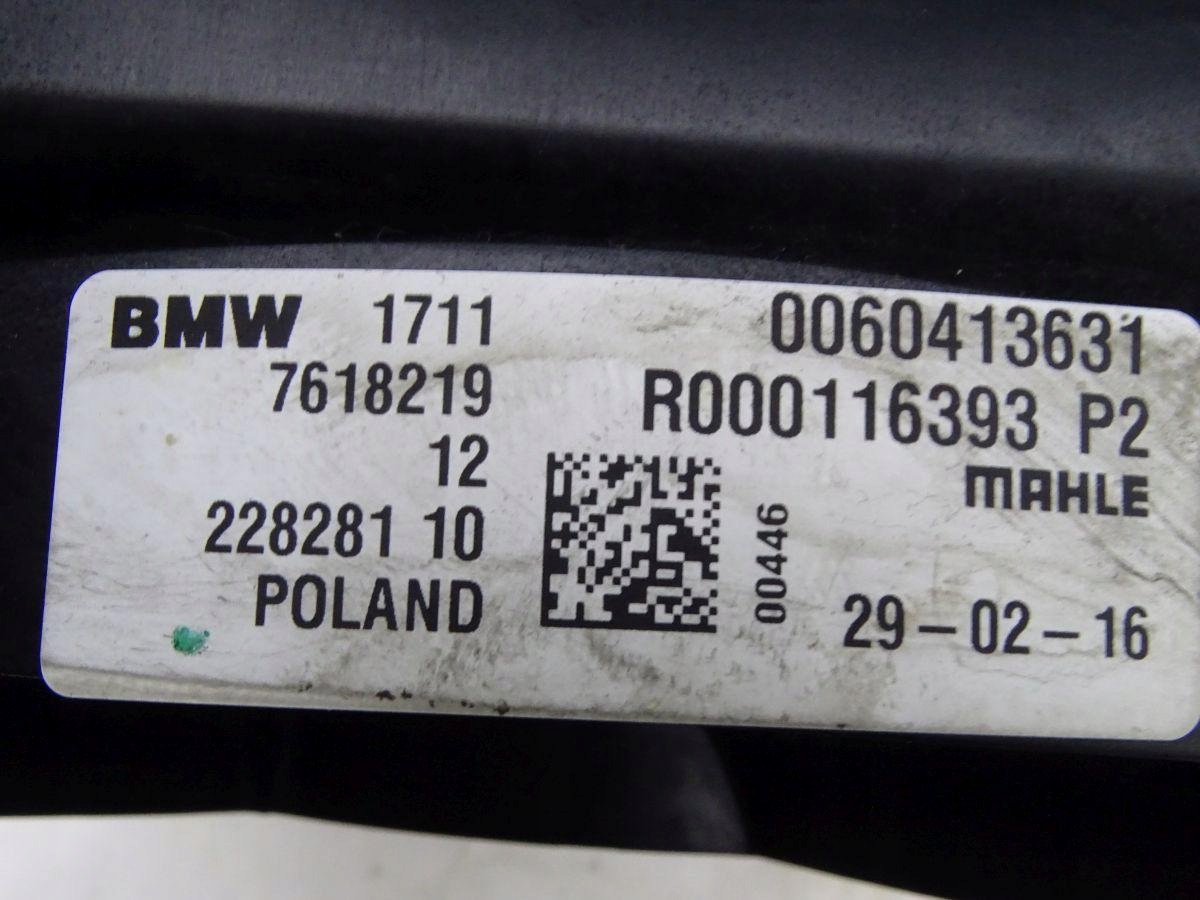 BMW 1711
7618219
12
228281 10
POLAND
0060413631
R000116393 P2
MAHLE
00446
29-02-16